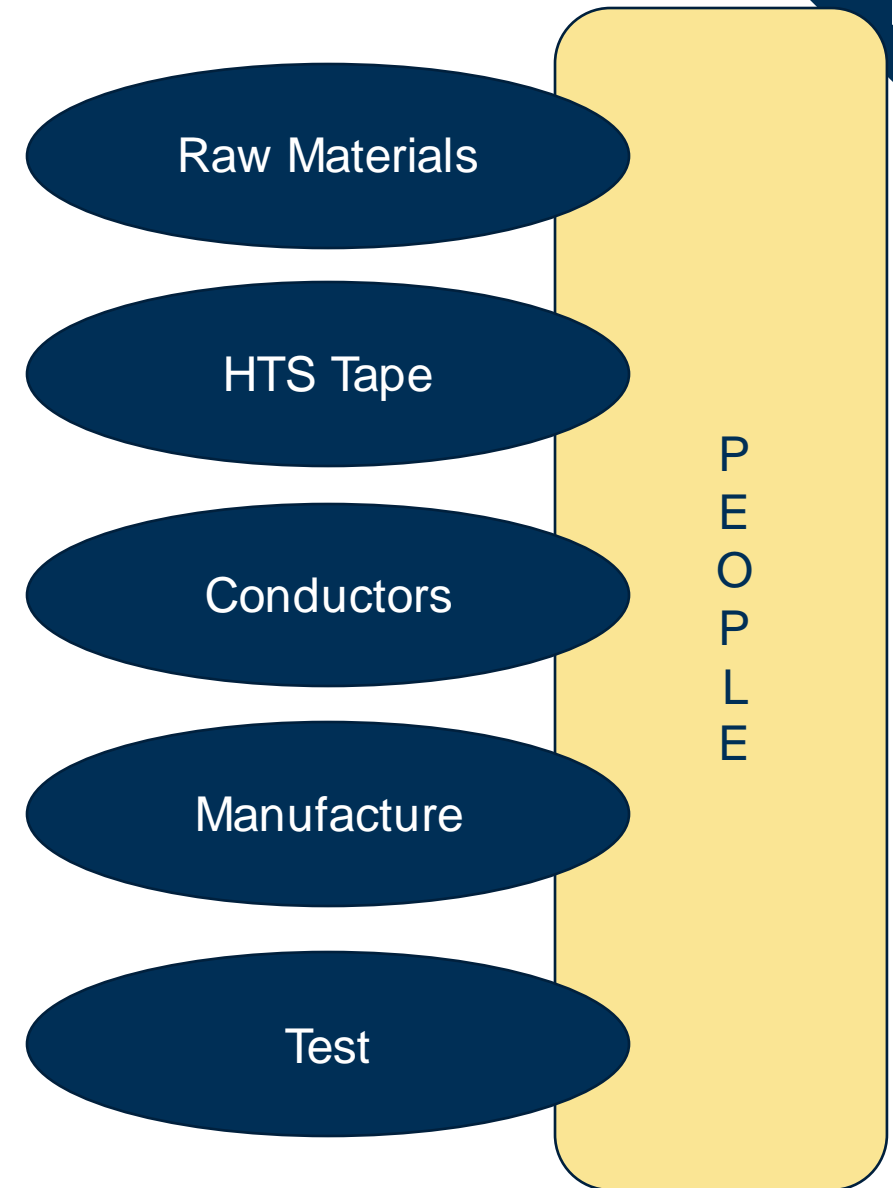 Raw Materials
HTS Tape
Conductors
Manufacture
Test
P
E
O
P
L
E